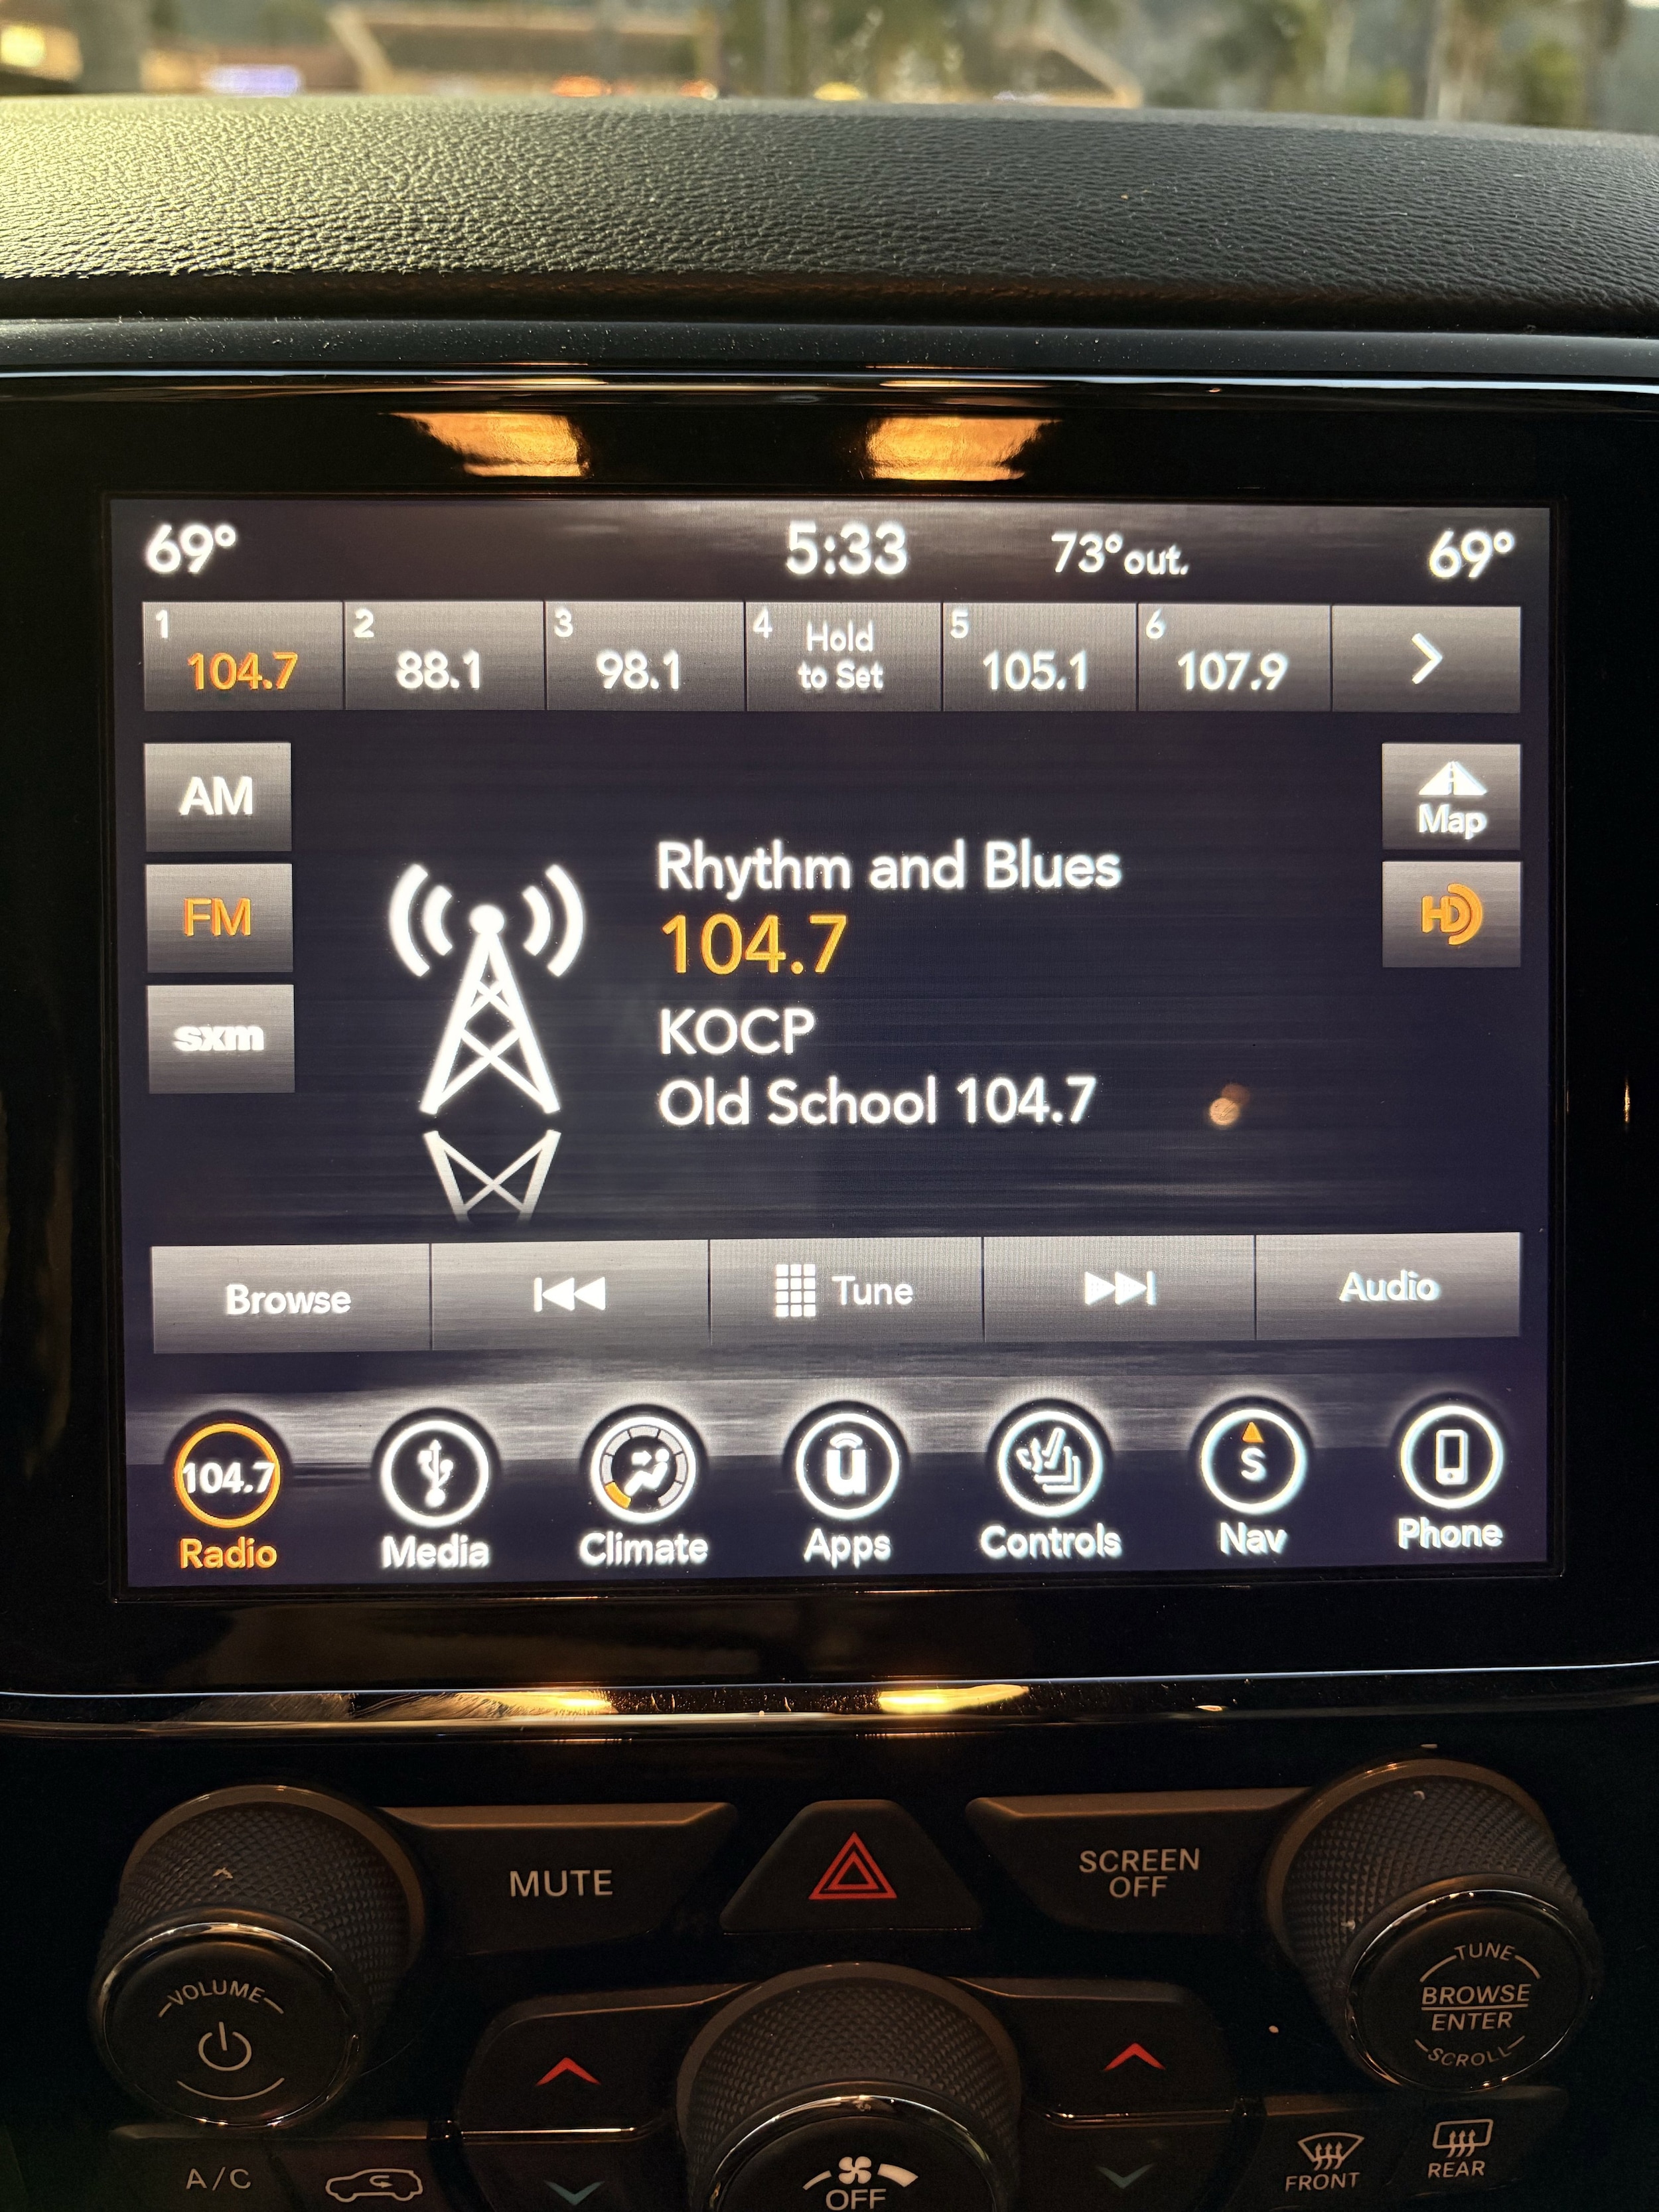 69° 5:33 73° out. 69°
1 2 3 4 Hold 5 6
104.7 88.1 98.1 to Set 105.1 107.9
AM
Map
Rhythm and Blues
FM
104.7
HD
KOCP
sxm
Old School 104.7
Browse Tune Audio
104.7 u S
Radio Media Climate Apps Controls Nav Phone
MUTE
SCREEN
OFF
VOLUME
TUNE
BROWSE
ENTER
SCROLL
A/C
OFF
FRONT
REAR